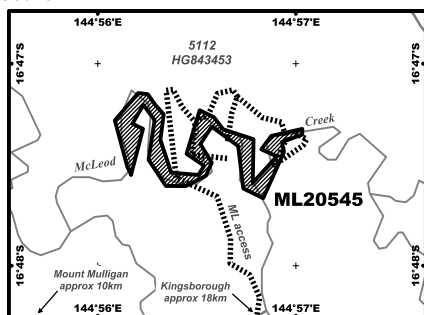 144°56'E
144°57'E
5112
HG843453
16°47'S
16°47'S
McLeod
Creek
ML20545
ML access
16°48'S
16°48'S
Mount Mulligan
approx 10km
Kingsborough
approx 18km
144°56'E
144°57'E